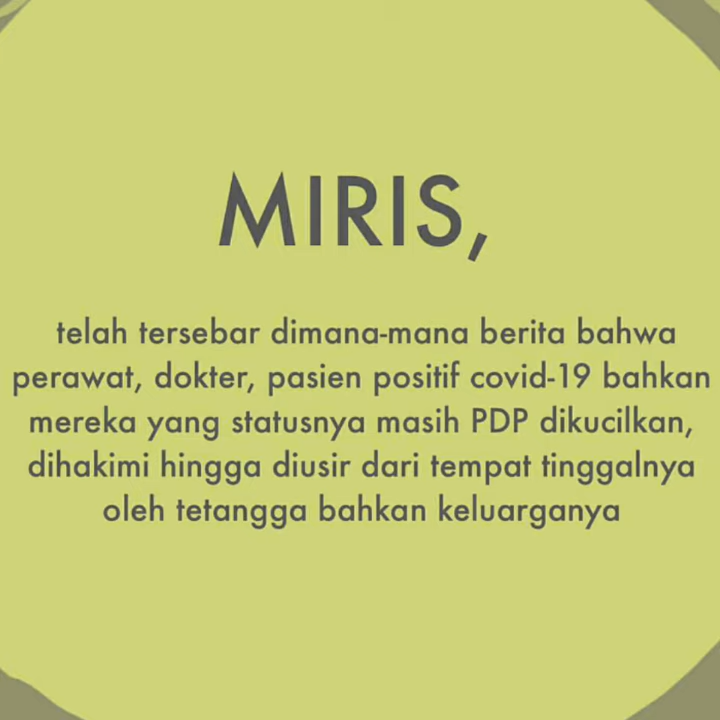 MIRIS,
telah tersebar dimana-mana berita bahwa
perawat, dokter, pasien positif covid-19 bahkan
mereka yang statusnya masih PDP dikucilkan,
dihakimi hingga diusir dari tempat tinggalnya
oleh tetangga bahkan keluarganya